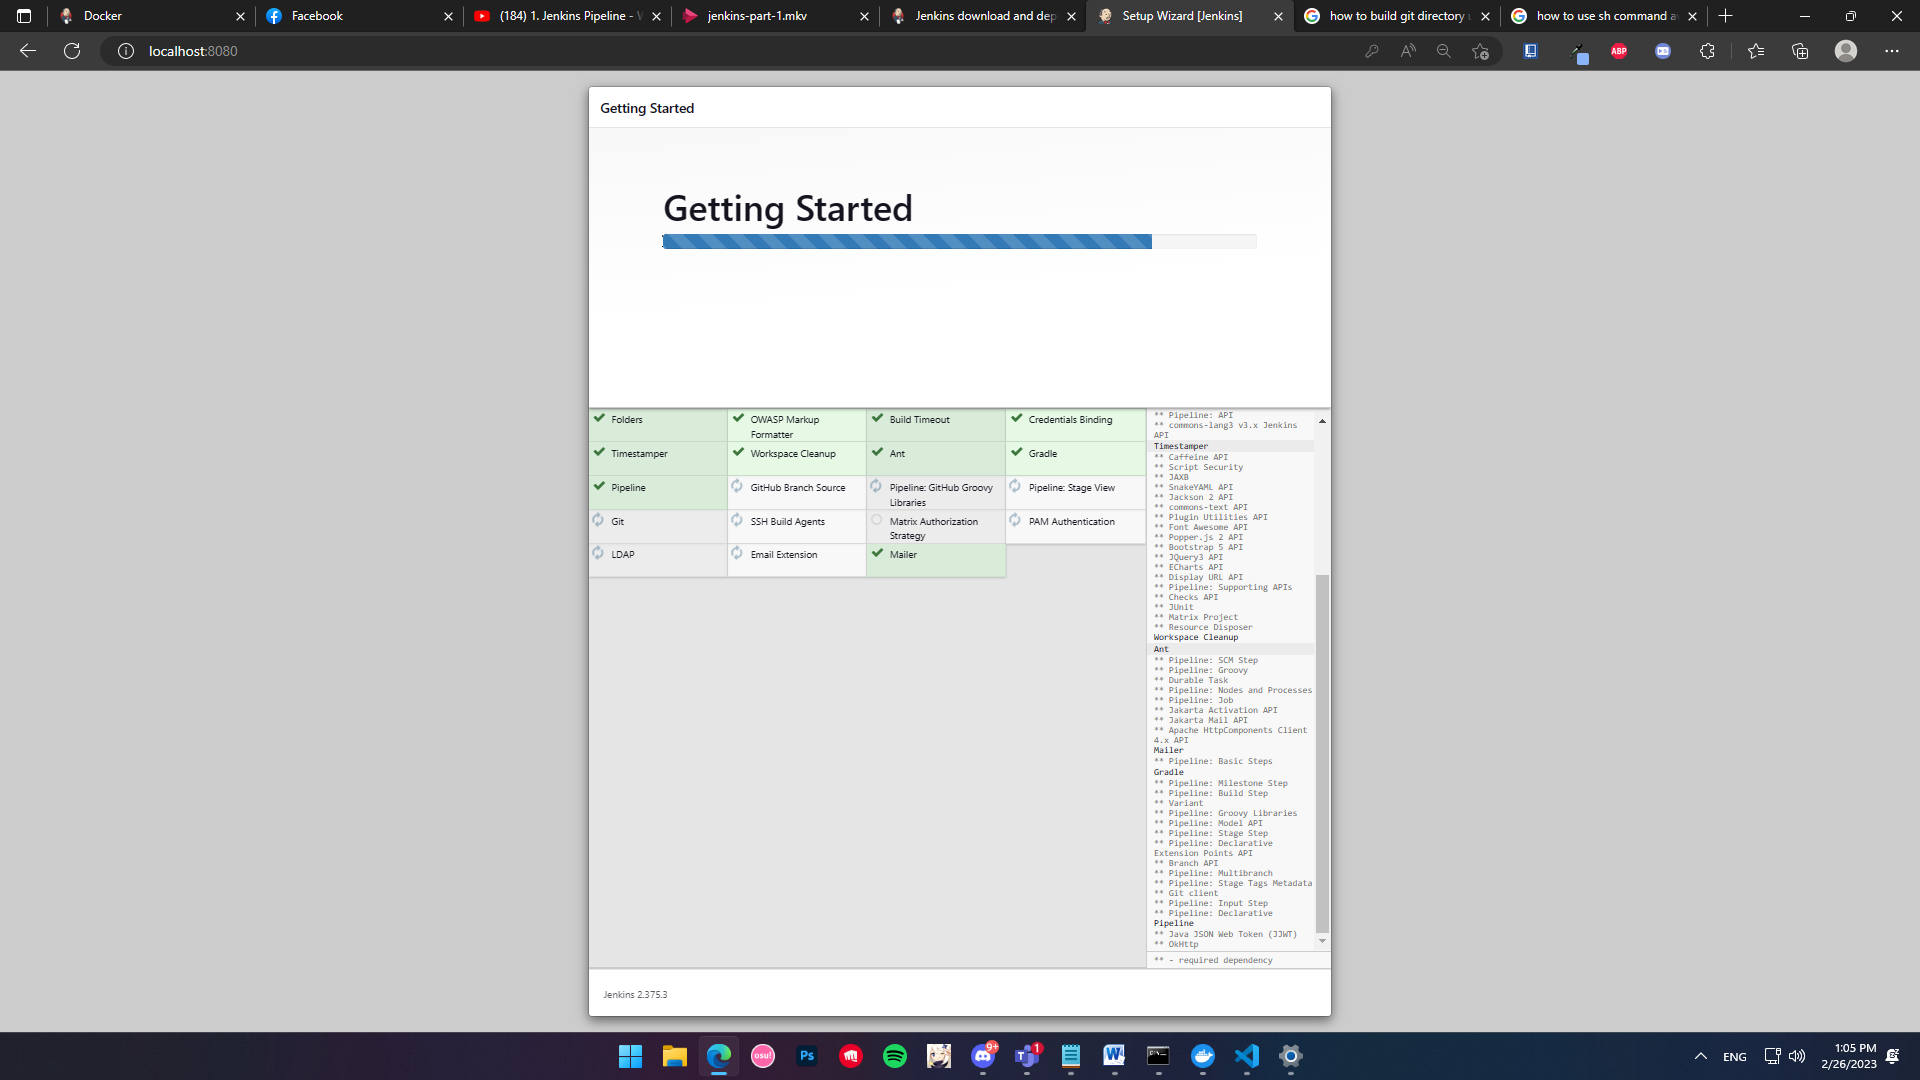 Docker
Facebook
(184) 1. Jenkins Pipeline - 
jenkins-part-1.mkv
Jenkins download and dep
Setup Wizard [Jenkins]
how to build git directory
how to use sh command a
localhost:8080
ABP
Getting Started
Getting Started
Folders
OWASP Markup
Formatter
Build Timeout
Credentials Binding
Timestamper
Workspace Cleanup
Ant
Gradle
Pipeline
GitHub Branch Source
Pipeline: GitHub Groovy
Libraries
Pipeline: Stage View
Git
SSH Build Agents
Matrix Authorization
Strategy
PAM Authentication
LDAP
Email Extension
Mailer
** Pipeline: API
** commons-lang3 v3.x Jenkins
API
Timestamper
** Caffeine API
** Script Security
** JAXB
** SnakeYAML API
** Jackson 2 API
** commons-text API
** Plugin Utilities API
** Font Awesome API
** Popper.js 2 API
** Bootstrap 5 API
** JQuery3 API
** ECharts API
** Display URL API
** Pipeline: Supporting APIs
** Checks API
** JUnit
** Matrix Project
** Resource Disposer
Workspace Cleanup
Ant
** Pipeline: SCM Step
** Pipeline: Groovy
** Durable Task
** Pipeline: Nodes and Processes
** Pipeline: Job
** Jakarta Activation API
** Jakarta Mail API
** Apache HttpComponents Client
4.x API
Mailer
** Pipeline: Basic Steps
Gradle
** Pipeline: Milestone Step
** Pipeline: Build Step
** Variant
** Pipeline: Groovy Libraries
** Pipeline: Model API
** Pipeline: Stage Step
** Pipeline: Declarative
Extension Points API
** Branch API
** Pipeline: Multibranch
** Pipeline: Stage Tags Metadata
** Git client
** Pipeline: Input Step
** Pipeline: Declarative
Pipeline
** Java JSON Web Token (JJWT)
** OkHttp
** - required dependency
Jenkins 2.375.3
osu!
Ps
9+
1
ENG
1:05 PM
2/26/2023